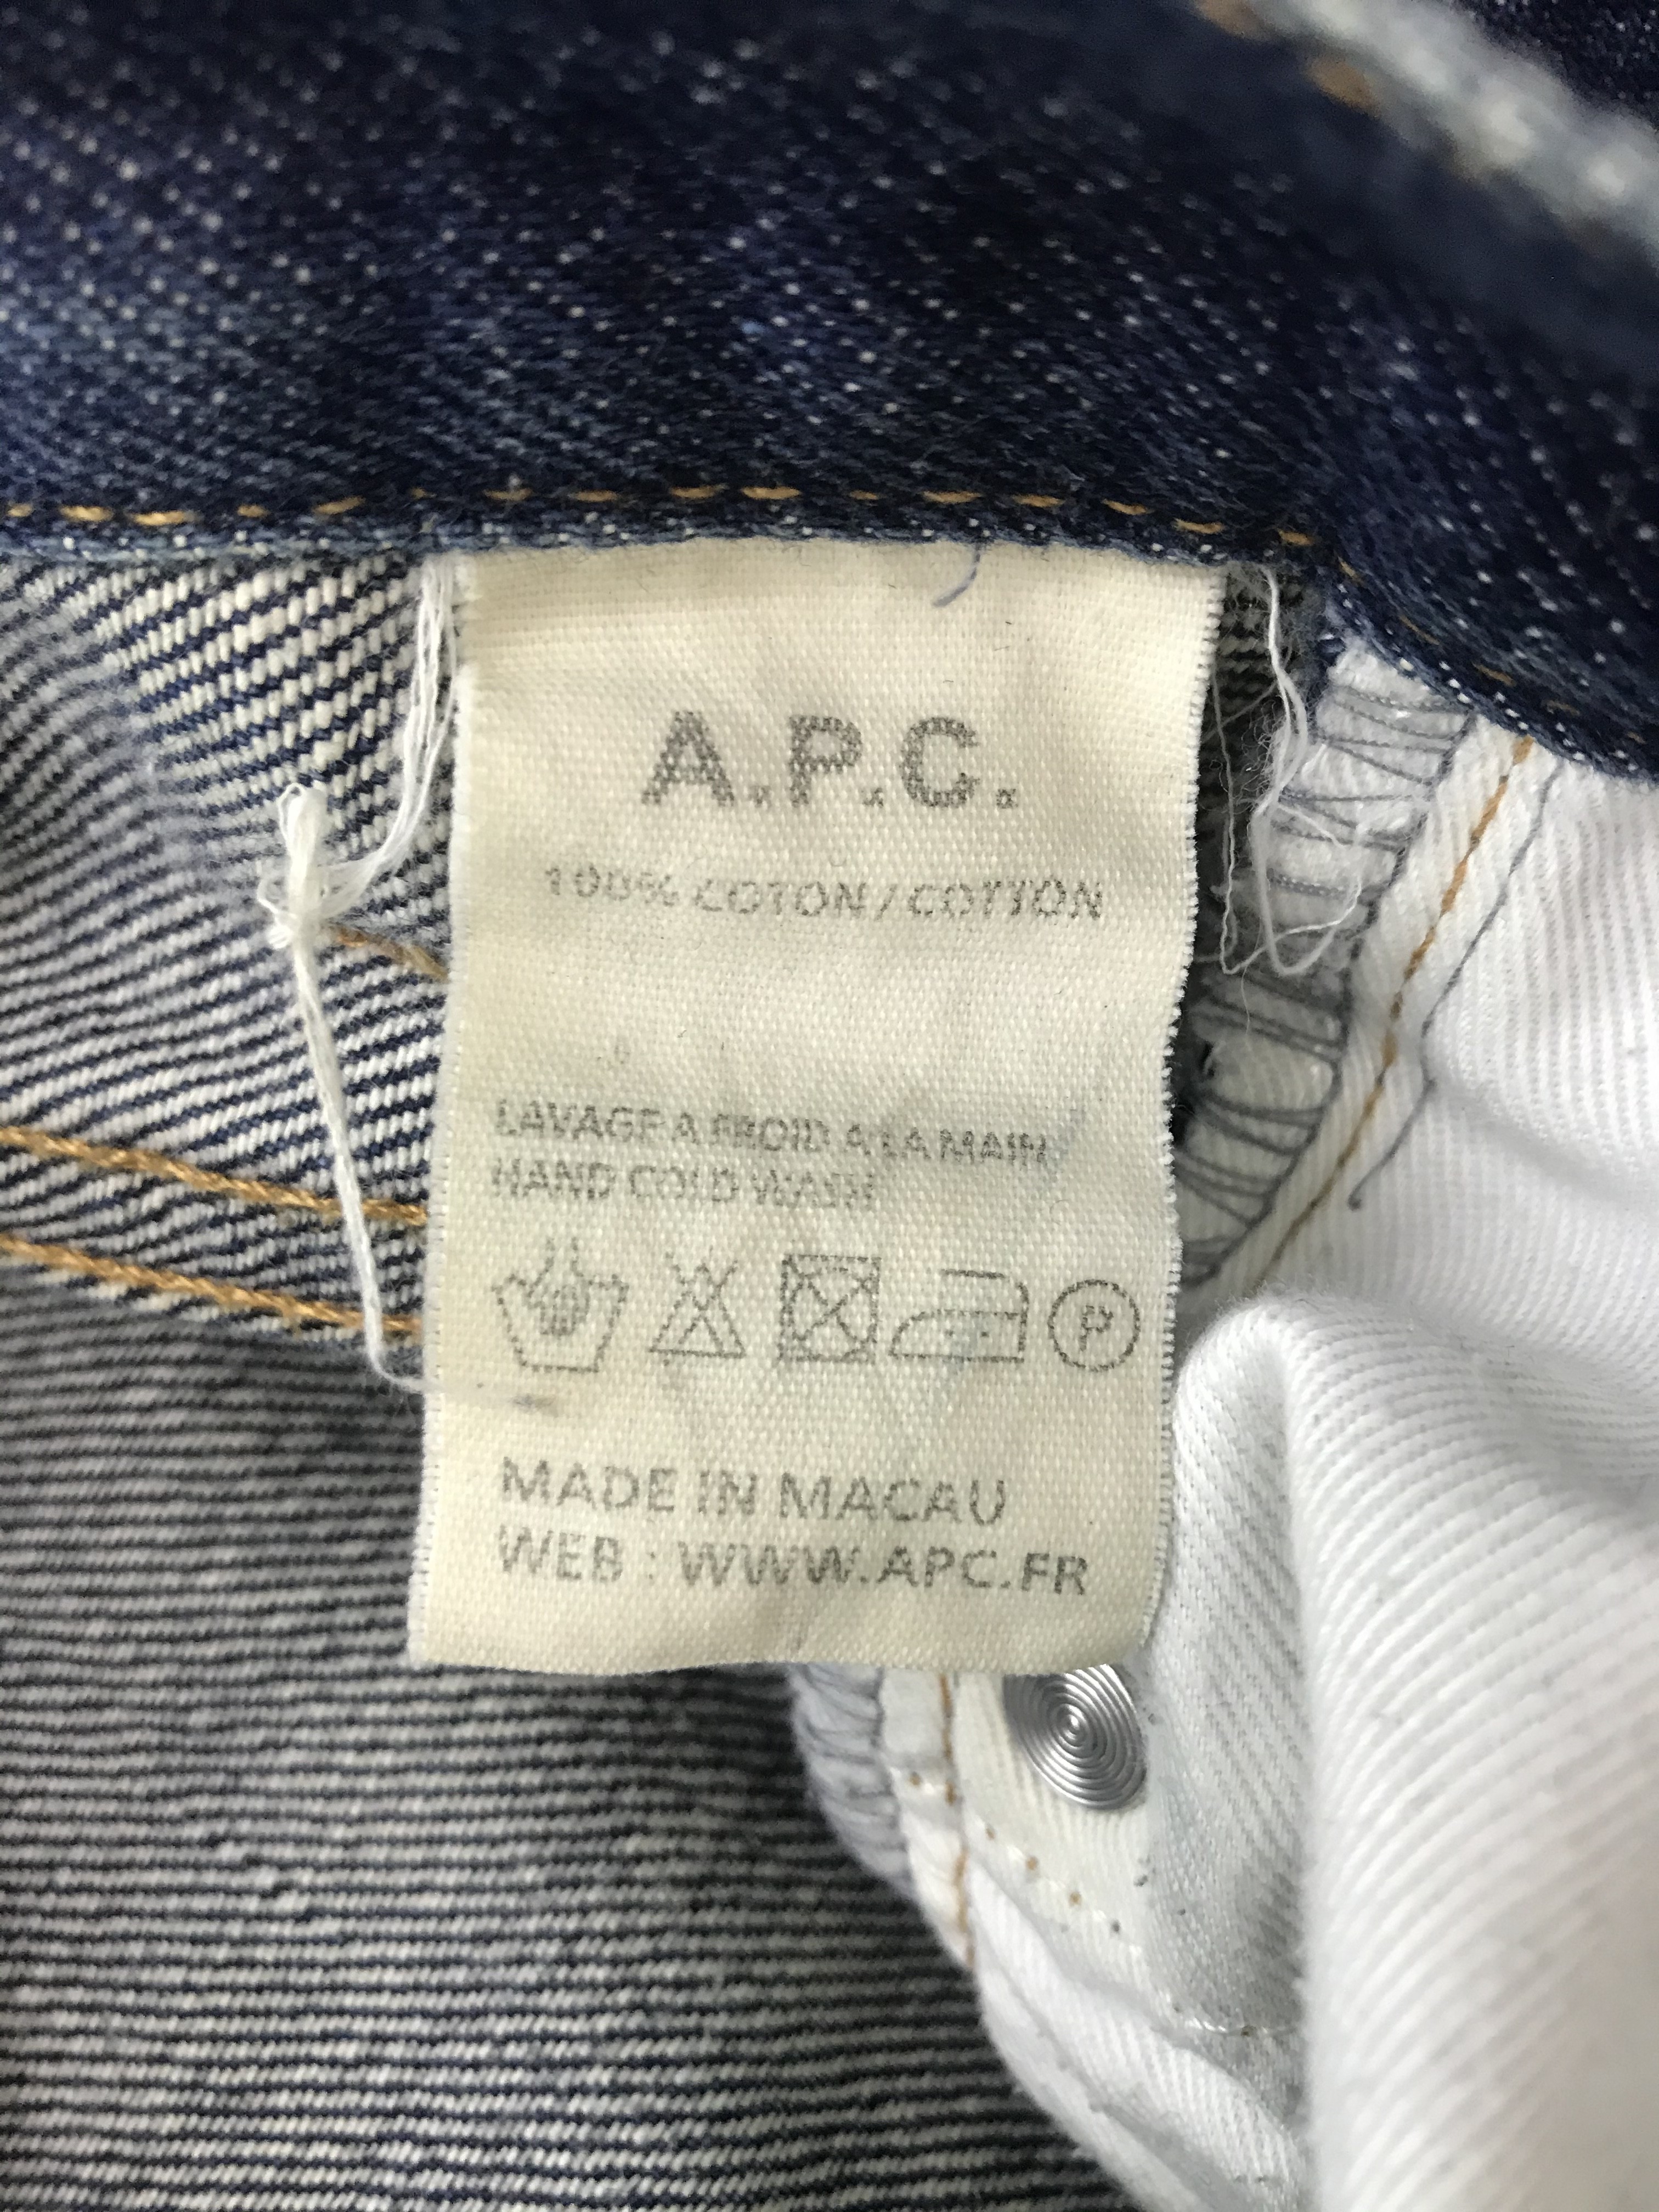 A.P.C.
100% COTON / COTTON
LAVAGE A FROID A LA MAIN
HAND COLD WASH
P
MADE IN MACAU
WEB : WWW.APC.FR